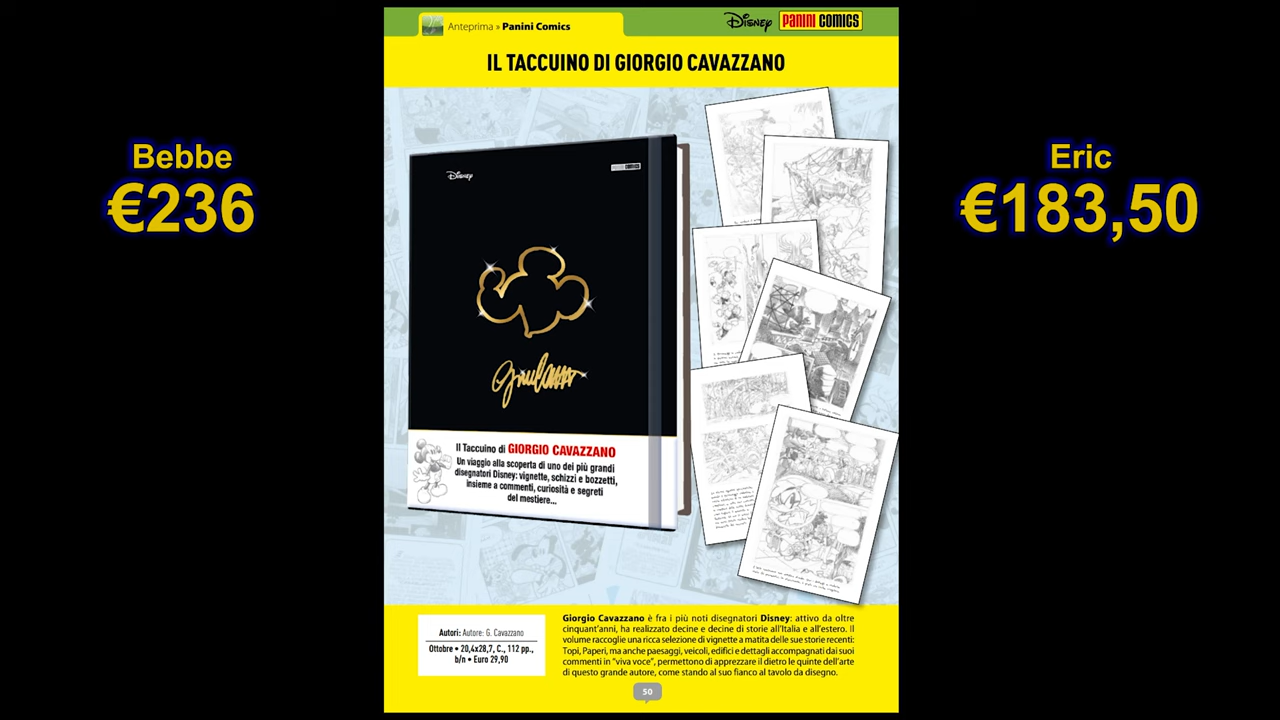 Anteprima » Panini Comics
Disney PANINI COMICS
IL TACCUINO DI GIORGIO CAVAZZANO
Bebbe
€236
Eric
€183,50
Disney
Il Taccuino di GIORGIO CAVAZZANO
Un viaggio alla scoperta di uno dei più grandi
disegnatori Disney: vignette, schizzi e bozzetti,
insieme a commenti, curiosità e segreti
del mestiere...
Autori: Autore: G. Cavazzano
Ottobre • 20,4x28,7, C., 112 pp.,
b/n • Euro 29,90
Giorgio Cavazzano è fra i più noti disegnatori Disney: attivo da oltre
cinquant'anni, ha realizzato decine e decine di storie all'Italia e all'estero. Il
volume raccoglie una ricca selezione di vignette a matita delle sue storie recenti:
Topi, Paperi, ma anche paesaggi, veicoli, edifici e dettagli accompagnati dai suoi
commenti in "viva voce", permettono di apprezzare il dietro le quinte dell'arte
di questo grande autore, come stando al suo fianco al tavolo da disegno.
50